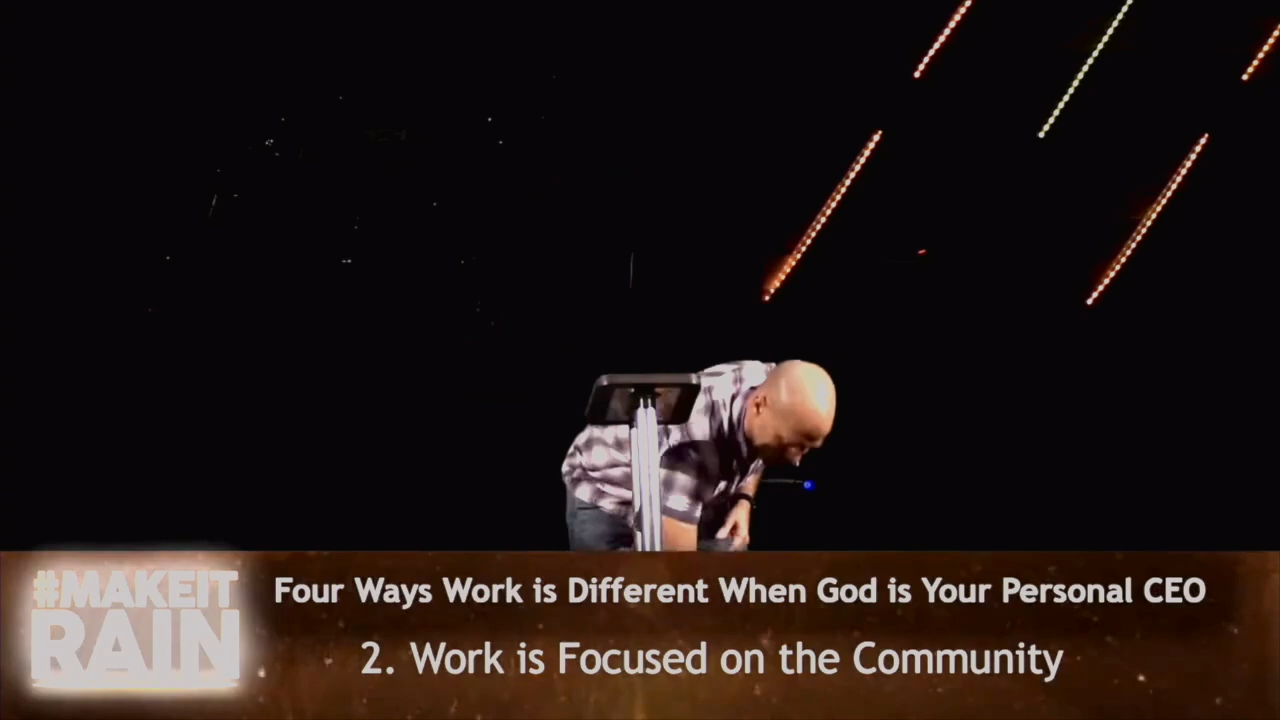 #MAKEIT
RAIN
Four Ways Work is Different When God is Your Personal CEO
2. Work is Focused on the Community